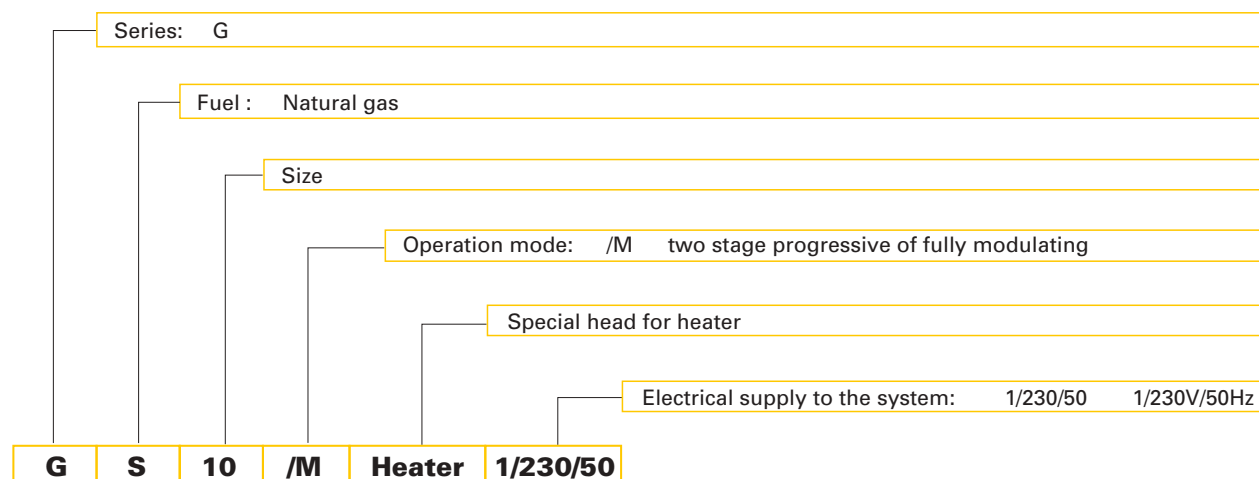 Series: G
Fuel : Natural gas
Size
Operation mode: /M two stage progressive of fully modulating
Special head for heater
Electrical supply to the system: 1/230/50 1/230V/50Hz
G S 10 /M Heater 1/230/50